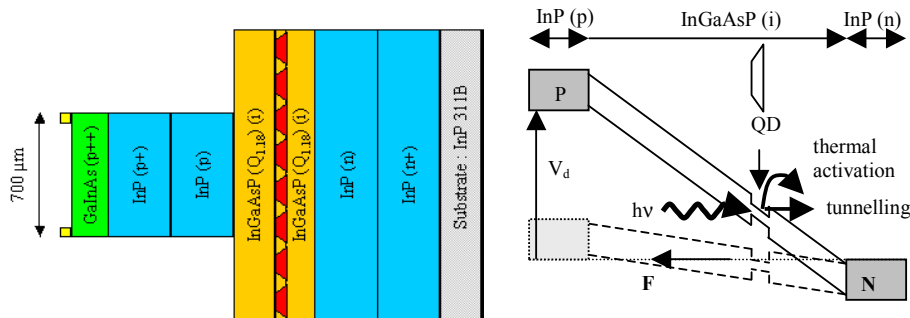 700 µm
GaInAs (p++)
InP (p+)
InP (p)
InGaAsP (Q1.18) (i)
InGaAsP (Q1.18) (i)
InP (n)
InP (n+)
Substrate : InP 311B
InP (p)
InGaAsP (i)
InP (n)
P
QD
thermal
activation
Vd
hν
tunnelling
F
N